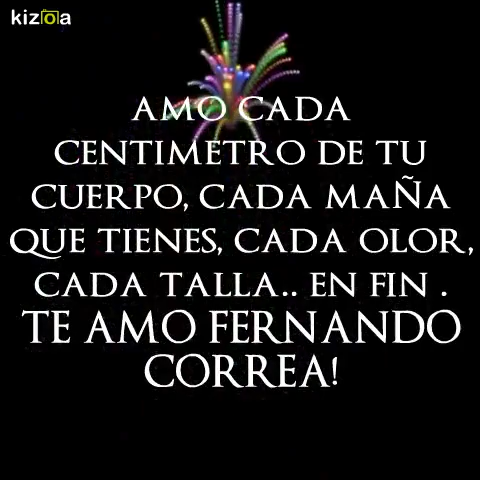 kizoa
AMO CADA
CENTIMETRO DE TU
CUERPO, CADA MAÑA
QUE TIENES, CADA OLOR,
CADA TALLA.. EN FIN .
TE AMO FERNANDO
CORREA!